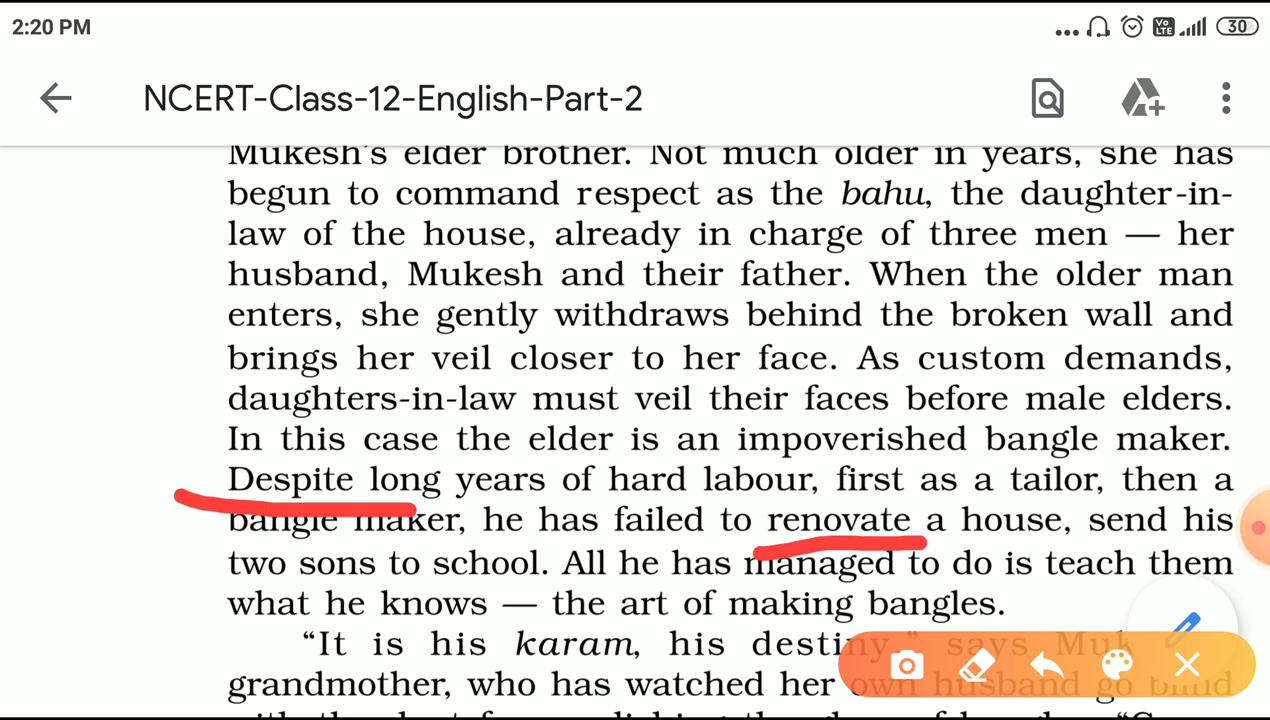 2:20 PM
Vo LTE 30
NCERT-Class-12-English-Part-2
Mukesh's elder brother. Not much older in years, she has
begun to command respect as the bahu, the daughter-in-
law of the house, already in charge of three men — her
husband, Mukesh and their father. When the older man
enters, she gently withdraws behind the broken wall and
brings her veil closer to her face. As custom demands,
daughters-in-law must veil their faces before male elders.
In this case the elder is an impoverished bangle maker.
Despite long years of hard labour, first as a tailor, then a
bangle maker, he has failed to renovate a house, send his
two sons to school. All he has managed to do is teach them
what he knows — the art of making bangles.
“It is his karam, his destiny,” says
grandmother, who has watched her own husband go blind